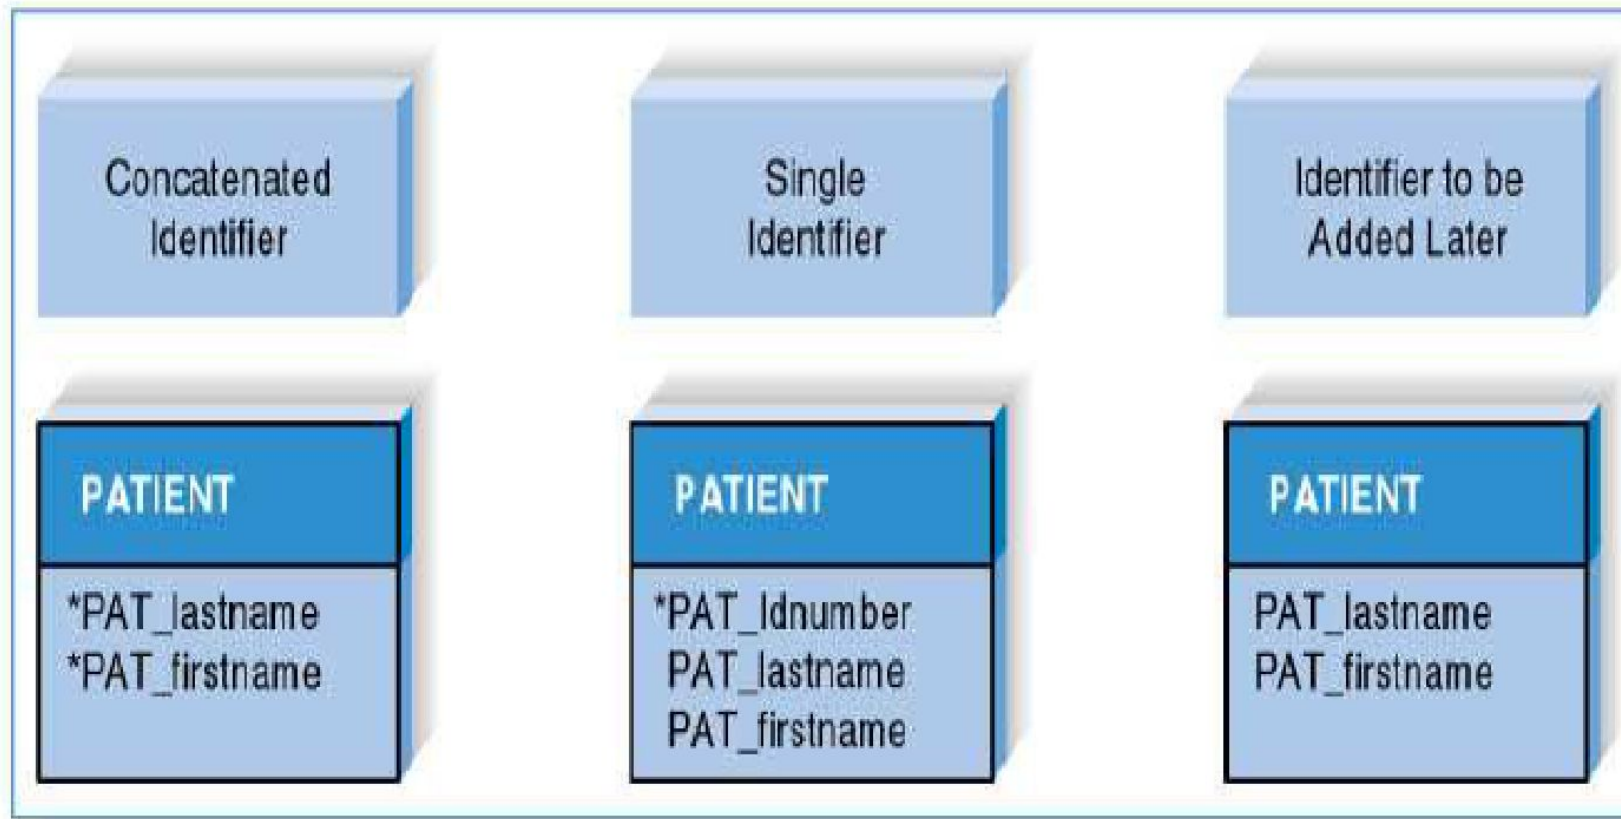 Concatenated
Identifier
Single
Identifier
Identifier to be
Added Later
PATIENT
*PAT_lastname
*PAT_firstname
PATIENT
*PAT_Idnumber
PAT_lastname
PAT_firstname
PATIENT
PAT_lastname
PAT_firstname